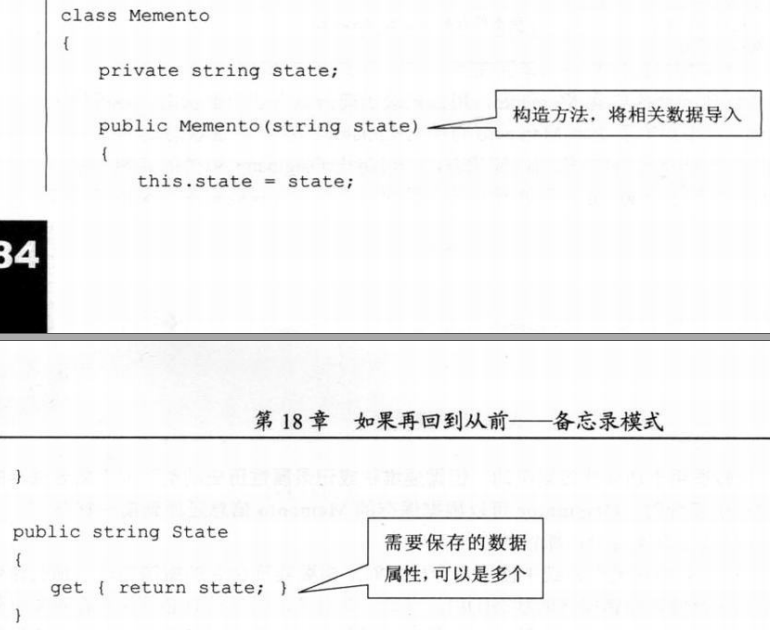 class Memento
{
private string state;
public Memento(string state)
构造方法，将相关数据导入
{
this.state = state;
84
第 18 章 如果再回到从前——备忘录模式
}
public string State
需要保存的数据
属性，可以是多个
{
get { return state; }
}